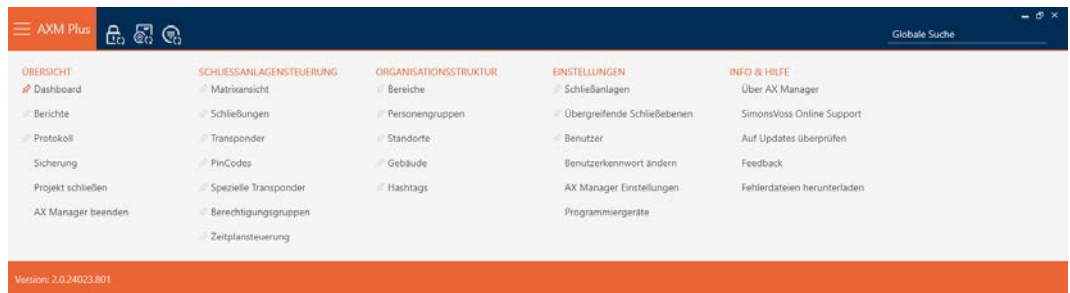 AXM Plus
Globale Suche
ÜBERSICHT
Dashboard
Berichte
Protokoll
Sicherung
Projekt schließen
AX Manager beenden
SCHLIESSANLAGENSTEUERUNG
Matrixansicht
Schließungen
Transponder
PinCodes
Spezielle Transponder
Berechtigungsgruppen
Zeitplansteuerung
ORGANISATIONSSTRUKTUR
Bereiche
Personengruppen
Standorte
Gebäude
Hashtags
EINSTELLUNGEN
Schließanlagen
Übergreifende Schließebenen
Benutzer
Benutzerkennwort ändern
AX Manager Einstellungen
Programmiergeräte
INFO & HILFE
Über AX Manager
SimonsVoss Online Support
Auf Updates überprüfen
Feedback
Fehlerdateien herunterladen
Version: 2.0.24023.801